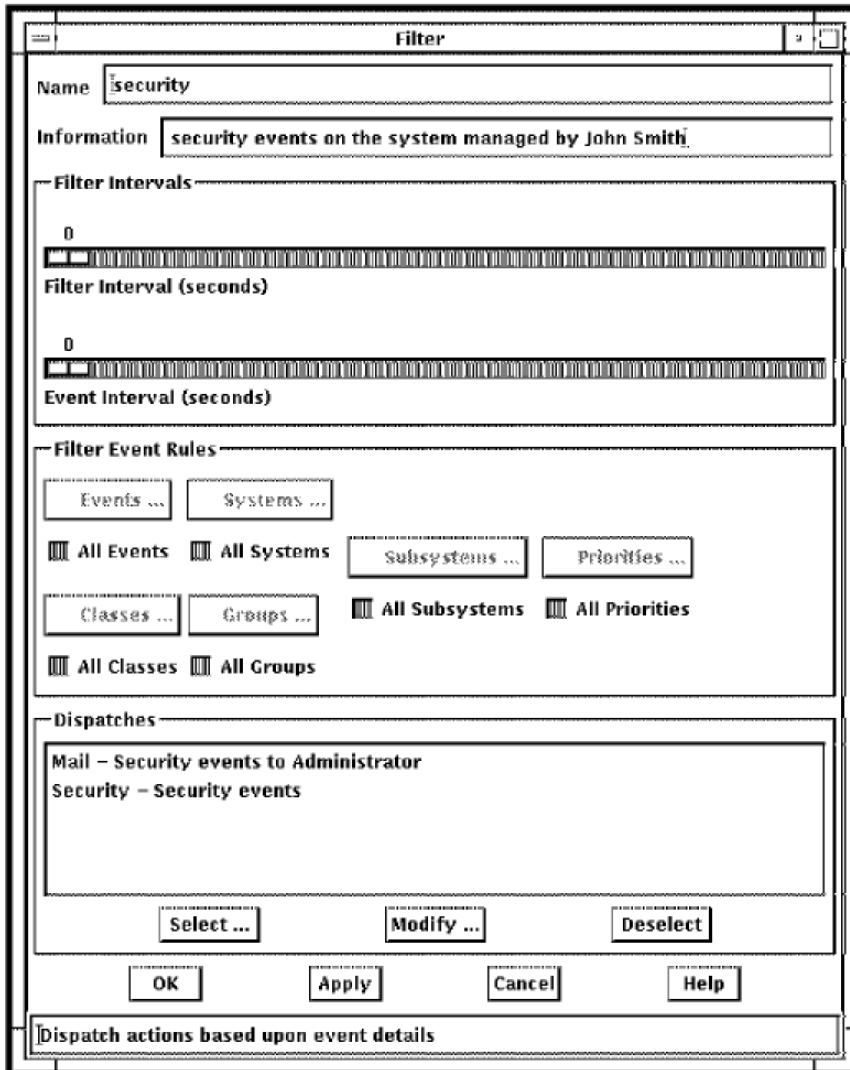 Filter
Name security
Information security events on the system managed by John Smith
Filter Intervals
0
Filter Interval (seconds)
0
Event Interval (seconds)
Filter Event Rules
Events ... Systems ...
All Events All Systems
Subsystems ... Priorities ...
Classes ... Groups ...
All Subsystems All Priorities
All Classes All Groups
Dispatches
Mail – Security events to Administrator
Security – Security events
Select ... Modify ... Deselect
OK Apply Cancel Help
Dispatch actions based upon event details